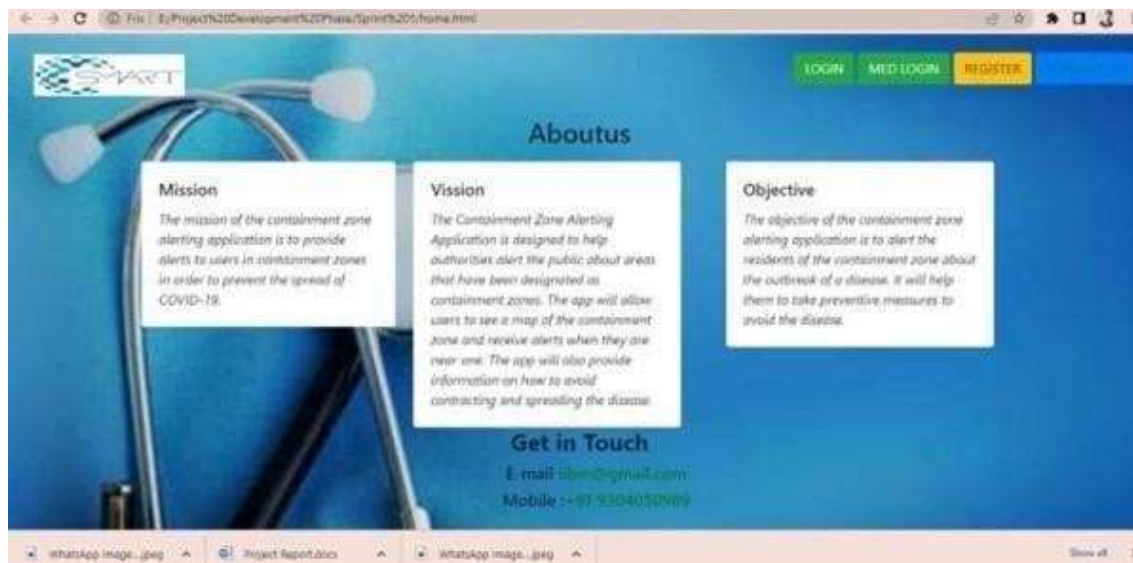 File | E:/Project%20Development%20Phase/Sprint%201/home.html
SMART
LOGIN MED LOGIN REGISTER
Aboutus
Mission
The mission of the containment zone
alerting application is to provide
alerts to users in containment zones
in order to prevent the spread of
COVID-19.
Vission
The Containment Zone Alerting
Application is designed to help
authorities alert the public about areas
that have been designated as
containment zones. The app will allow
users to see a map of the containment
zone and receive alerts when they are
near one. The app will also provide
information on how to avoid
contracting and spreading the disease.
Objective
The objective of the containment zone
alerting application is to alert the
residents of the containment zone about
the outbreak of a disease. It will help
them to take preventive measures to
avoid the disease.
Get in Touch
E-mail
Mobile :+91 9304050989
WhatsApp Image...jpeg
Project Report.docx
WhatsApp Image...jpeg
Show all